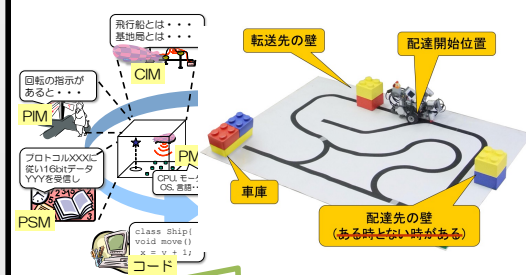 飛行船とは・・・
基地局とは・・・
CIM
回転の指示が
あると・・・
PIM
プロトコルXXXに
従い16bitデータ
YYYを受信し
PSM
PM
CPU, モータ
OS, 言語・・
class Ship{
void move()
x = y + 1;
コード
転送先の壁
配達開始位置
車庫
配達先の壁
（ある時とない時がある）